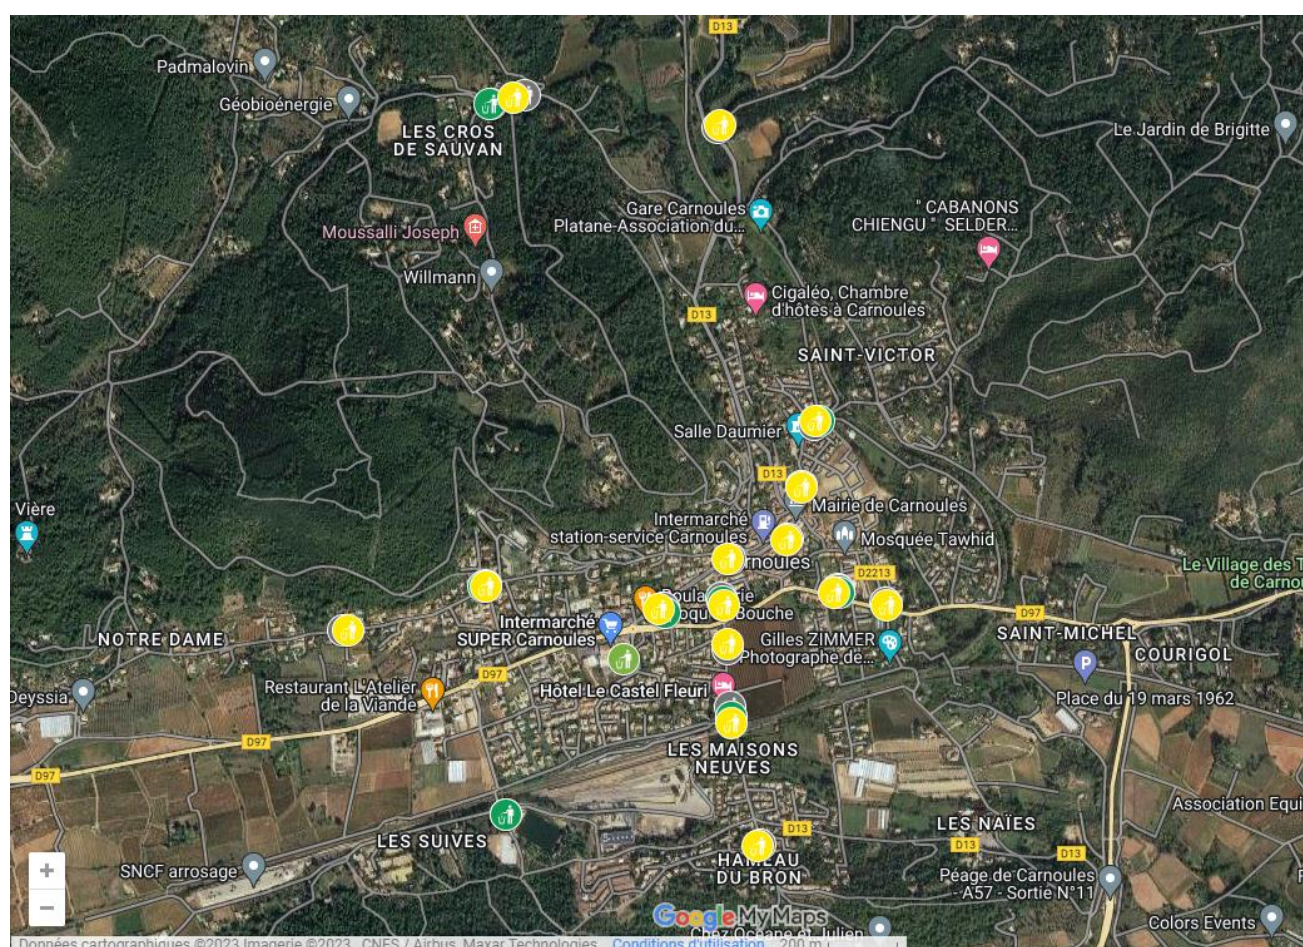 D13
Padmalovin
Géobioénergie
LES CROS
DE SAUVAN
Le Jardin de Brigitte
Gare Carnoules
Platane-Association du...
" CABANONS
CHIENGU " SELDER...
Moussalli Joseph
Willmann
Cigaléo, Chambre
d'hôtes à Carnoules
D13
SAINT-VICTOR
Salle Daumier
D13
Vière
Mairie de Carnoules
Intermarché
station-service Carnoules
Mosquée Tawhid
Le Village des
D2213
D97
Intermarché
SUPER Carnoules
Bouche
NOTRE DAME
Gilles ZIMMER
Photographe de...
SAINT-MICHEL
COURIGOL
D97
Restaurant L'Atelier
de la Viande
Hôtel Le Castel Fleuri
Deyssia
Place du 19 mars 1962
D97
LES MAISONS
NEUVES
D97
Association
LES SUIVES
LES NAÏES
D13
D13
D13
HAMEAU
DU BRON
SNCF arrosage
Péage de Carnoules
- A57 - Sortie N°11
+
−
Google My Maps
Chez Océane et Julien
Colors Events
Données cartographiques ©2023 Imagerie ©2023 , CNES / Airbus, Maxar Technologies Conditions d'utilisation 200 m